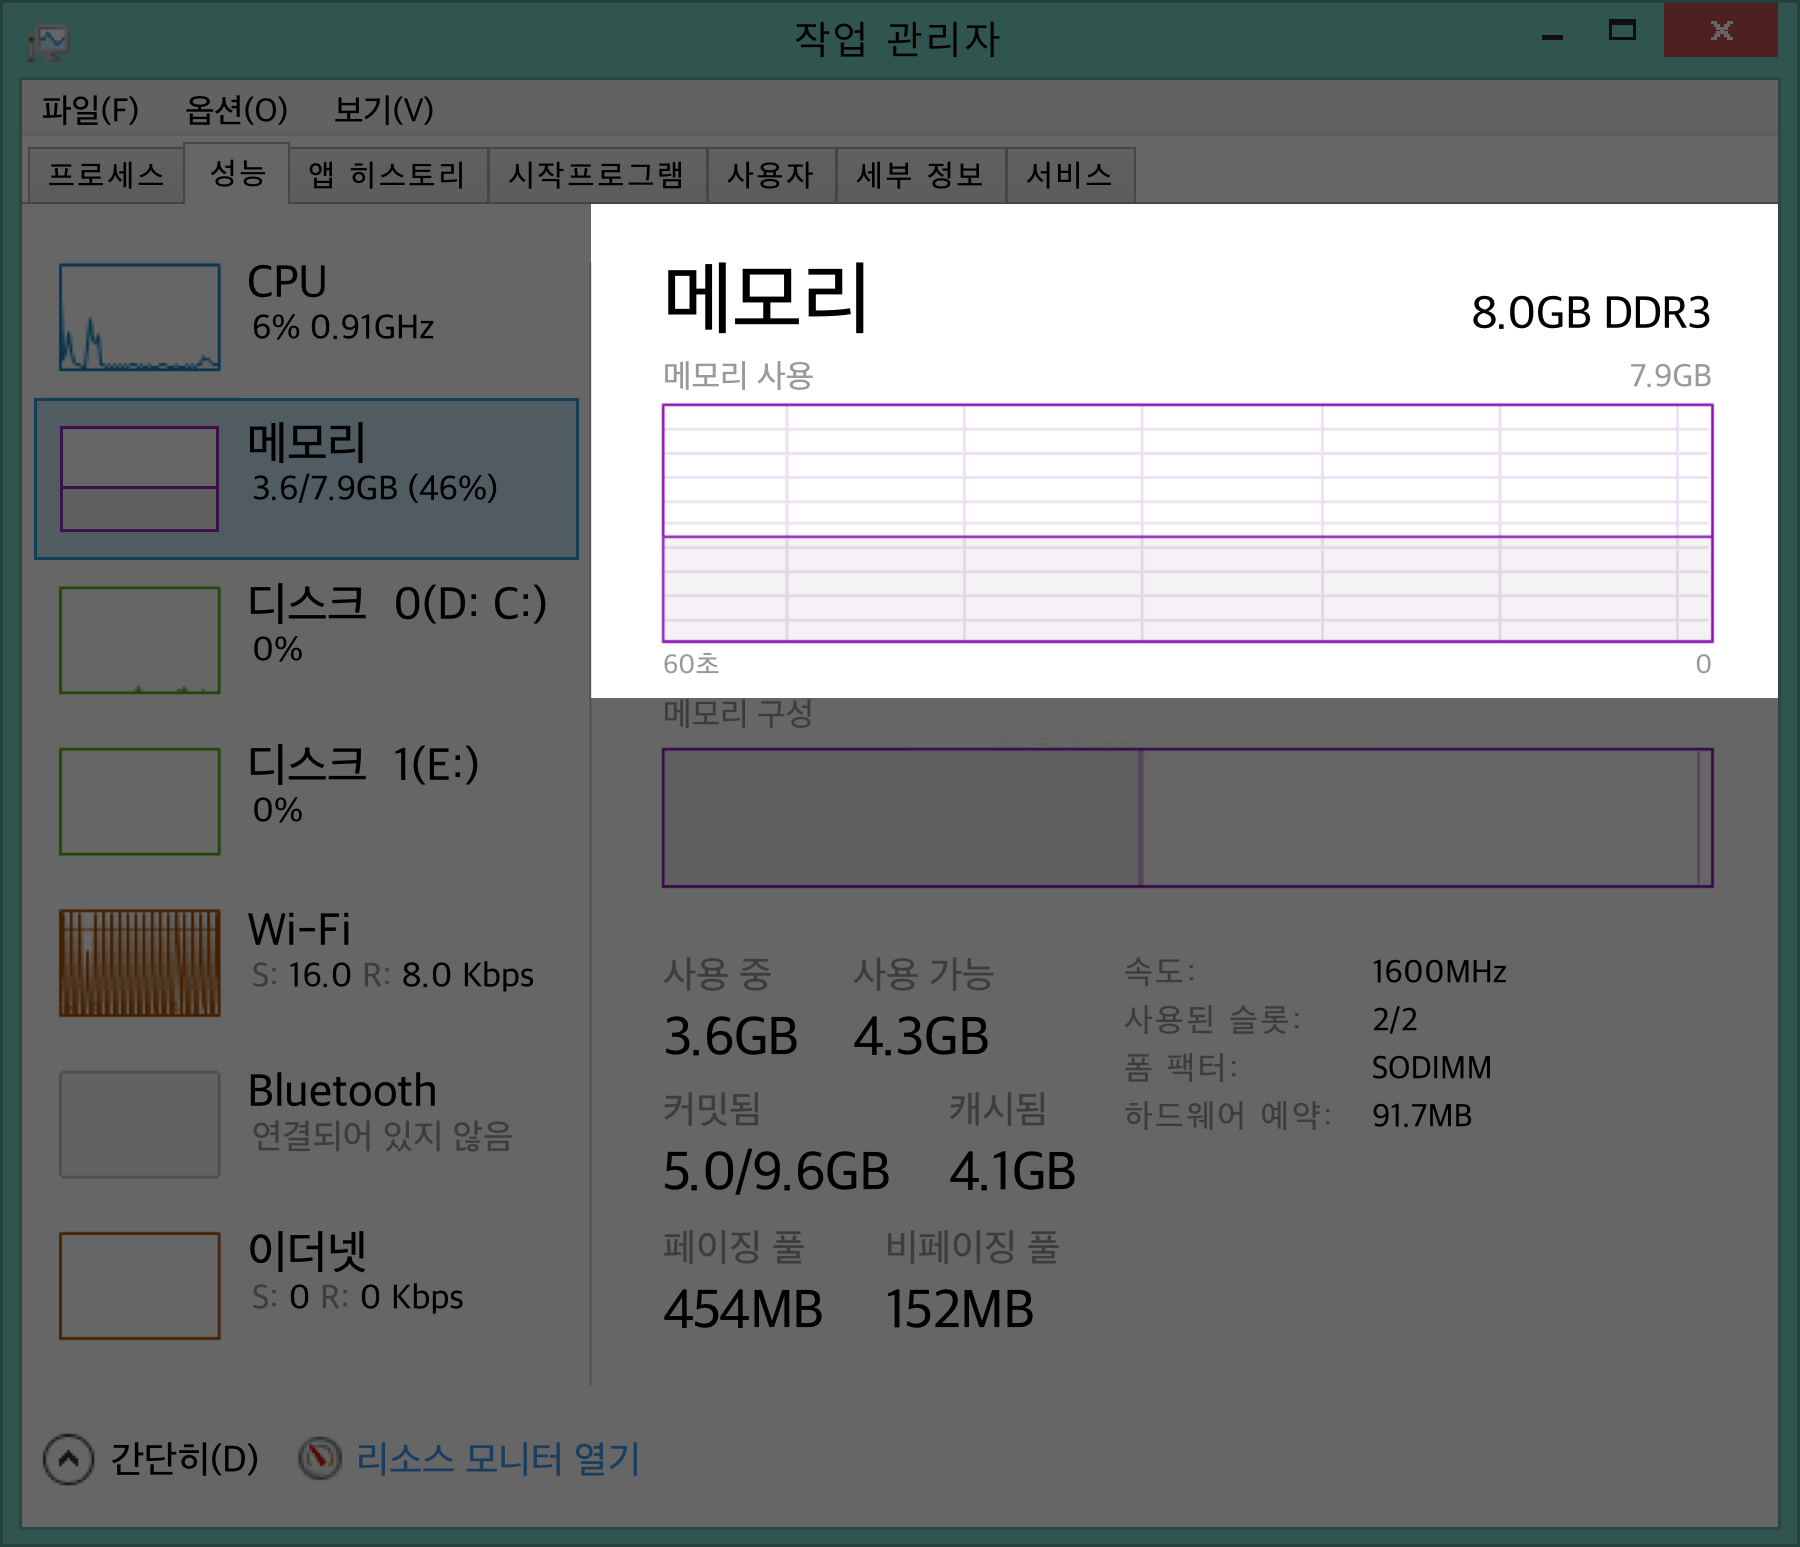 작업 관리자
파일(F) 옵션(O) 보기(V)
프로세스 성능 앱 히스토리 시작프로그램 사용자 세부 정보 서비스
CPU
6% 0.91GHz
메모리
3.6/7.9GB (46%)
디스크 0(D: C:)
0%
디스크 1(E:)
0%
Wi-Fi
S: 16.0 R: 8.0 Kbps
Bluetooth
연결되어 있지 않음
이더넷
S: 0 R: 0 Kbps
메모리 8.0GB DDR3
메모리 사용 7.9GB
60초 0
메모리 구성
사용 중 사용 가능
3.6GB 4.3GB
커밋됨 캐시됨
5.0/9.6GB 4.1GB
페이징 풀 비페이징 풀
454MB 152MB
속도: 1600MHz
사용된 슬롯: 2/2
폼 팩터: SODIMM
하드웨어 예약: 91.7MB
간단히(D) 리소스 모니터 열기